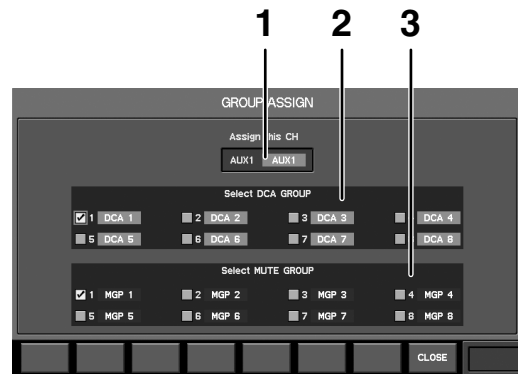 1 2 3
GROUP ASSIGN
Assign this CH
AUX1 AUX1
Select DCA GROUP
1 DCA 1 2 DCA 2 3 DCA 3 DCA 4
5 DCA 5 6 DCA 6 7 DCA 7 DCA 8
Select MUTE GROUP
1 MGP 1 2 MGP 2 3 MGP 3 4 MGP 4
5 MGP 5 6 MGP 6 7 MGP 7 8 MGP 8
CLOSE